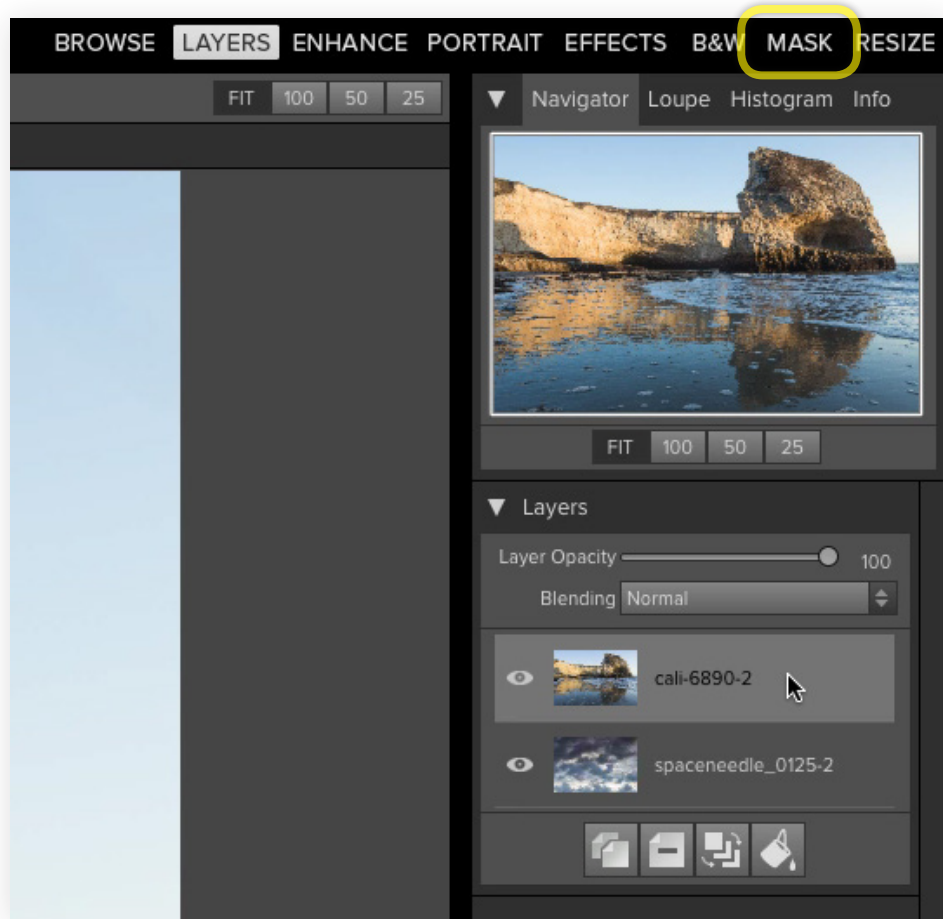 BROWSE LAYERS ENHANCE PORTRAIT EFFECTS B&W MASK RESIZE
FIT 100 50 25
Navigator Loupe Histogram Info
FIT 100 50 25
Layers
Layer Opacity 100
Blending Normal
cali-6890-2
spaceneedle_0125-2